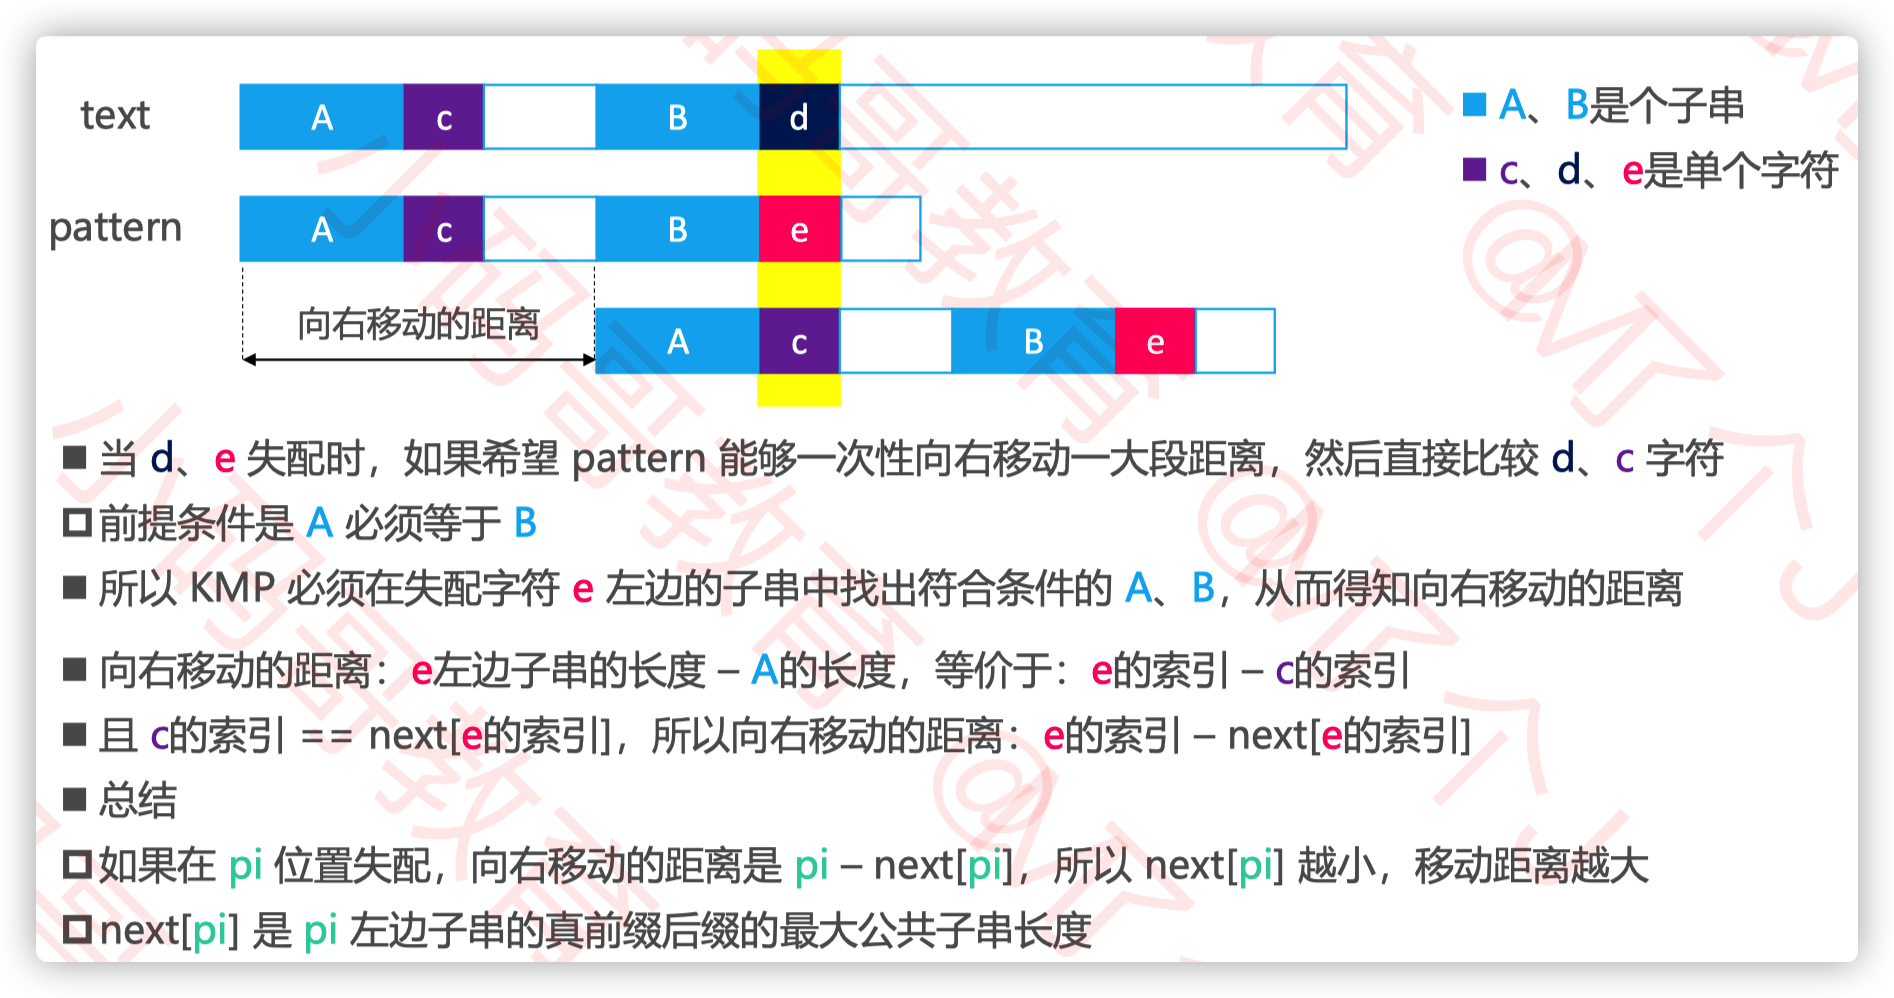 text A c B d
A、B是个子串
c、d、e是单个字符
pattern A c B e
向右移动的距离 A c B e
当 d、e 失配时，如果希望 pattern 能够一次性向右移动一大段距离，然后直接比较 d、c 字符
前提条件是 A 必须等于 B
所以 KMP 必须在失配字符 e 左边的子串中找出符合条件的 A、B，从而得知向右移动的距离
向右移动的距离：e左边子串的长度 – A的长度，等价于：e的索引 – c的索引
且 c的索引 == next[e的索引]，所以向右移动的距离：e的索引 – next[e的索引]
总结
如果在 pi 位置失配，向右移动的距离是 pi – next[pi]，所以 next[pi] 越小，移动距离越大
next[pi] 是 pi 左边子串的真前缀后缀的最大公共子串长度
小码哥教育 @M了个J